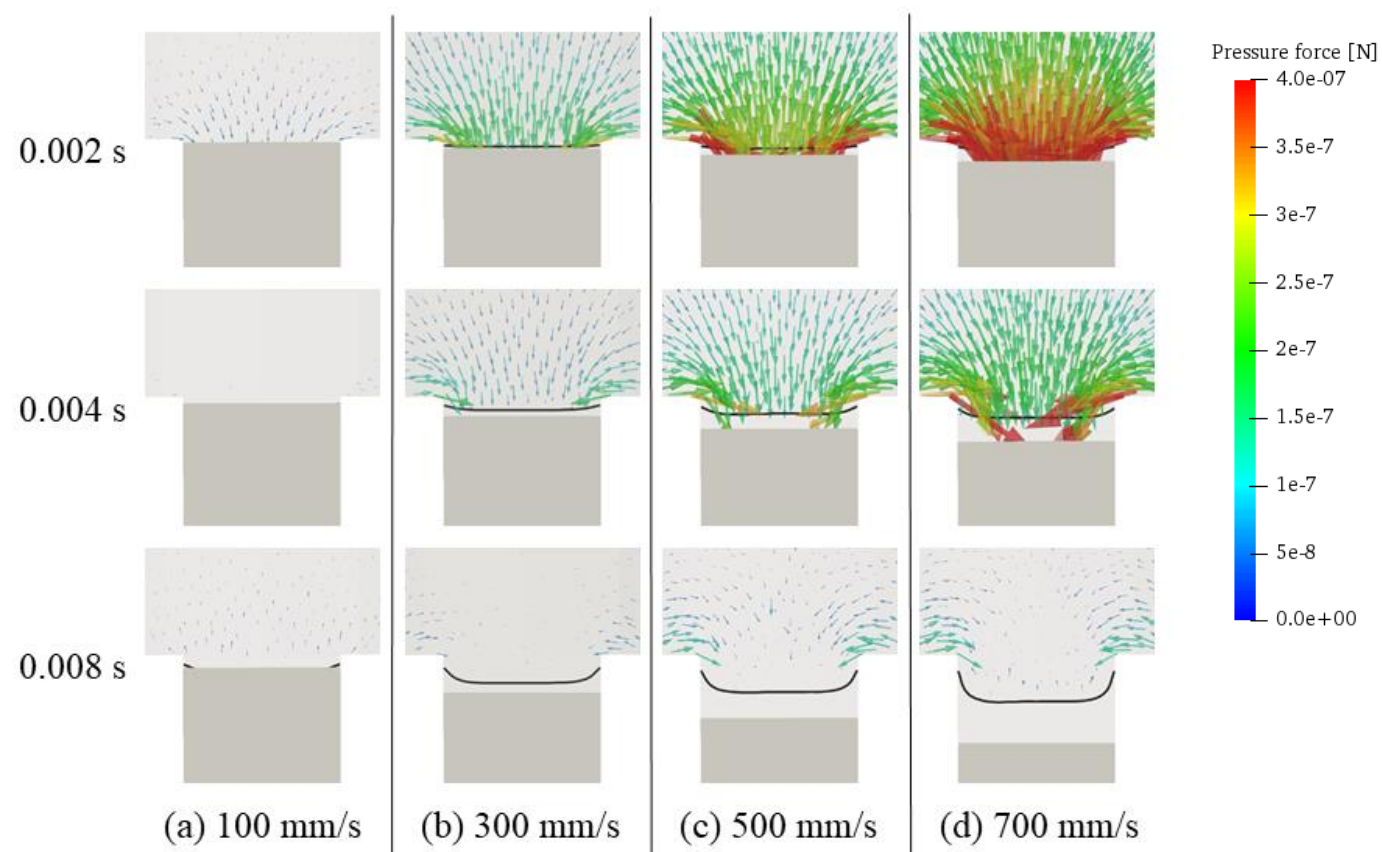 Pressure force [N]
4.0e-07
3.5e-7
3e-7
2.5e-7
2e-7
1.5e-7
1e-7
5e-8
0.0e+00
0.002 s
0.004 s
0.008 s
(a) 100 mm/s
(b) 300 mm/s
(c) 500 mm/s
(d) 700 mm/s